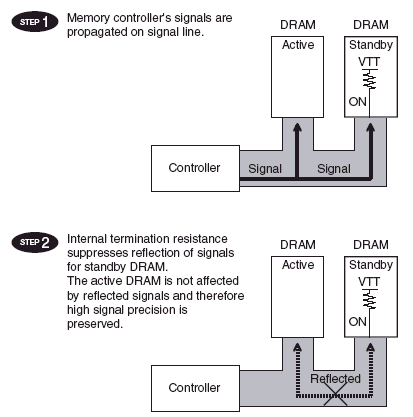 STEP 1
Memory controller's signals are
propagated on signal line.
DRAM
DRAM
Active
Standby
VTT
ON
Controller
Signal
Signal
STEP 2
Internal termination resistance
suppresses reflection of signals
for standby DRAM.
The active DRAM is not affected
by reflected signals and therefore
high signal precision is
preserved.
DRAM
DRAM
Active
Standby
VTT
ON
Reflected
Controller